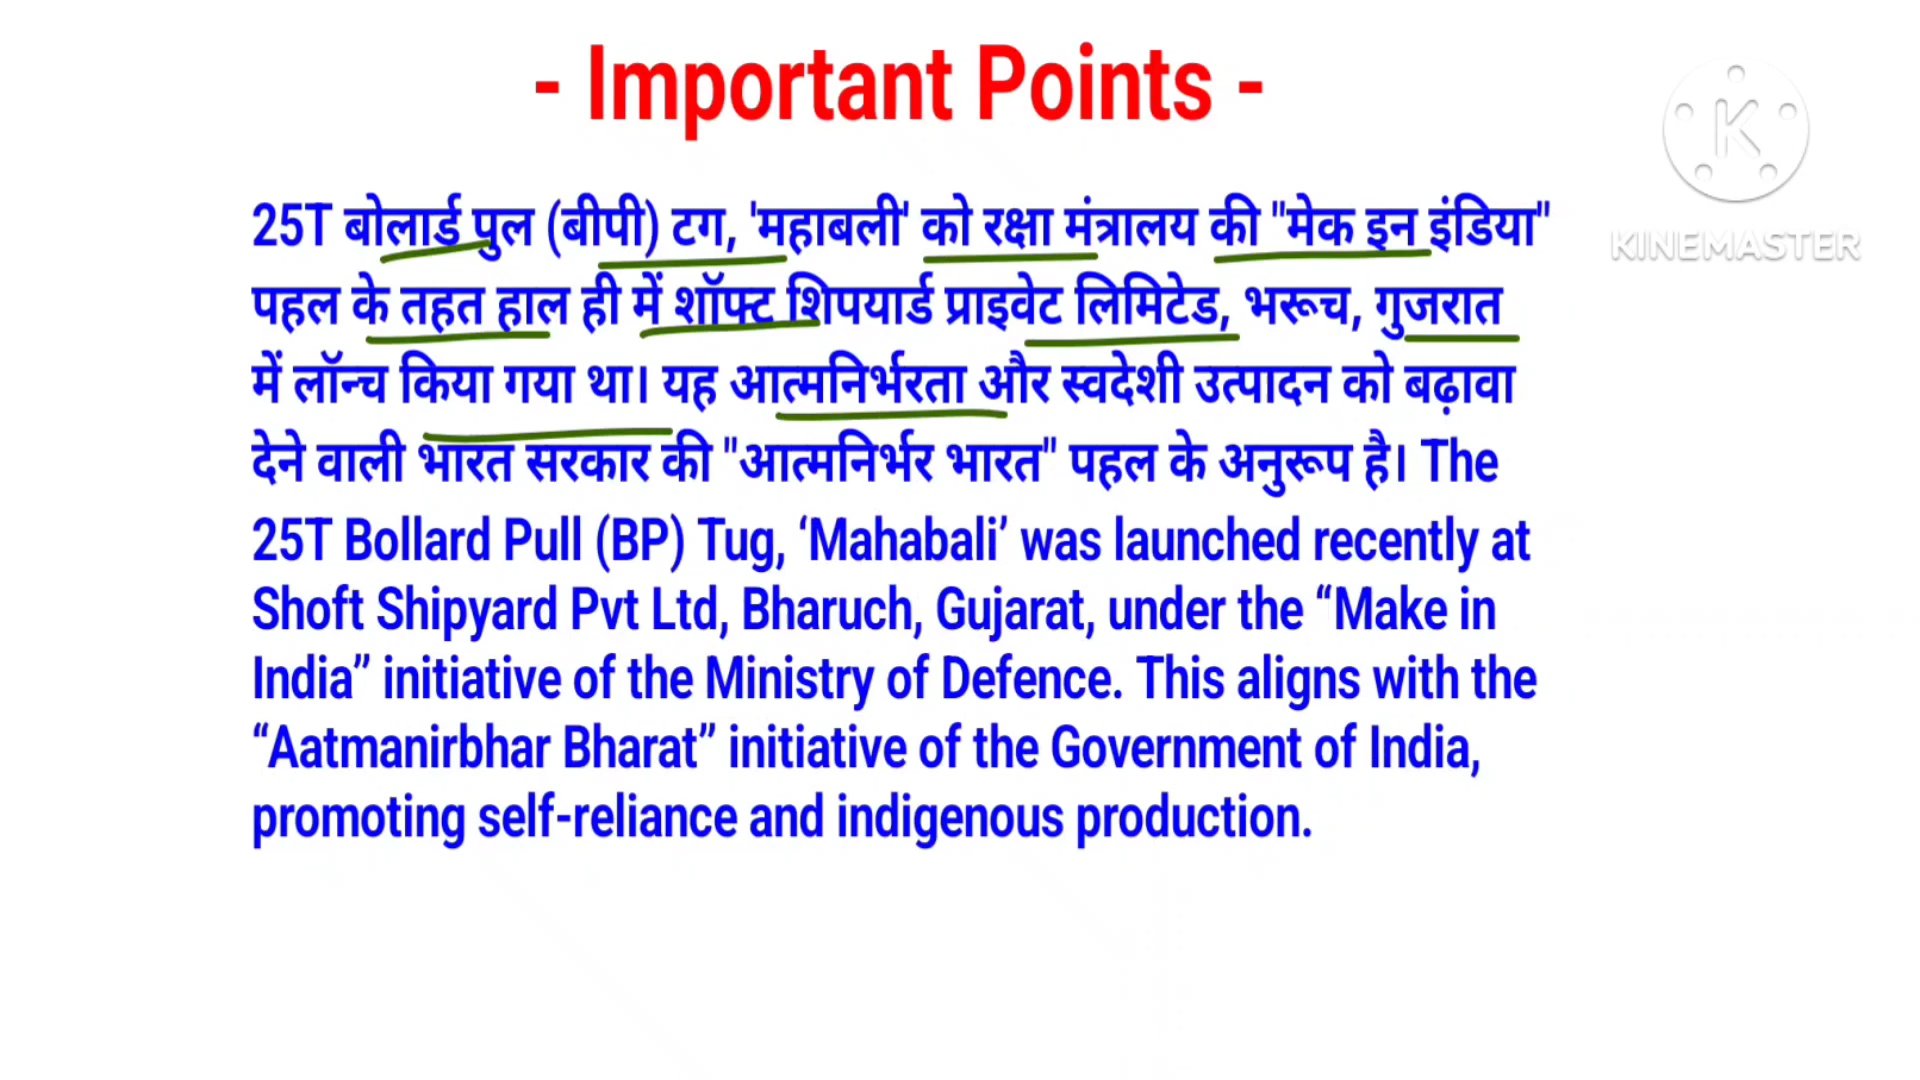 - Important Points -
K
KINEMASTER
25T बोलार्ड पुल (बीपी) टग, 'महाबली' को रक्षा मंत्रालय की "मेक इन इंडिया"
पहल के तहत हाल ही में शॉफ्ट शिपयार्ड प्राइवेट लिमिटेड, भरूच, गुजरात
में लॉन्च किया गया था। यह आत्मनिर्भरता और स्वदेशी उत्पादन को बढ़ावा
देने वाली भारत सरकार की "आत्मनिर्भर भारत" पहल के अनुरूप है। The
25T Bollard Pull (BP) Tug, ‘Mahabali’ was launched recently at
Shoft Shipyard Pvt Ltd, Bharuch, Gujarat, under the “Make in
India” initiative of the Ministry of Defence. This aligns with the
“Aatmanirbhar Bharat” initiative of the Government of India,
promoting self-reliance and indigenous production.